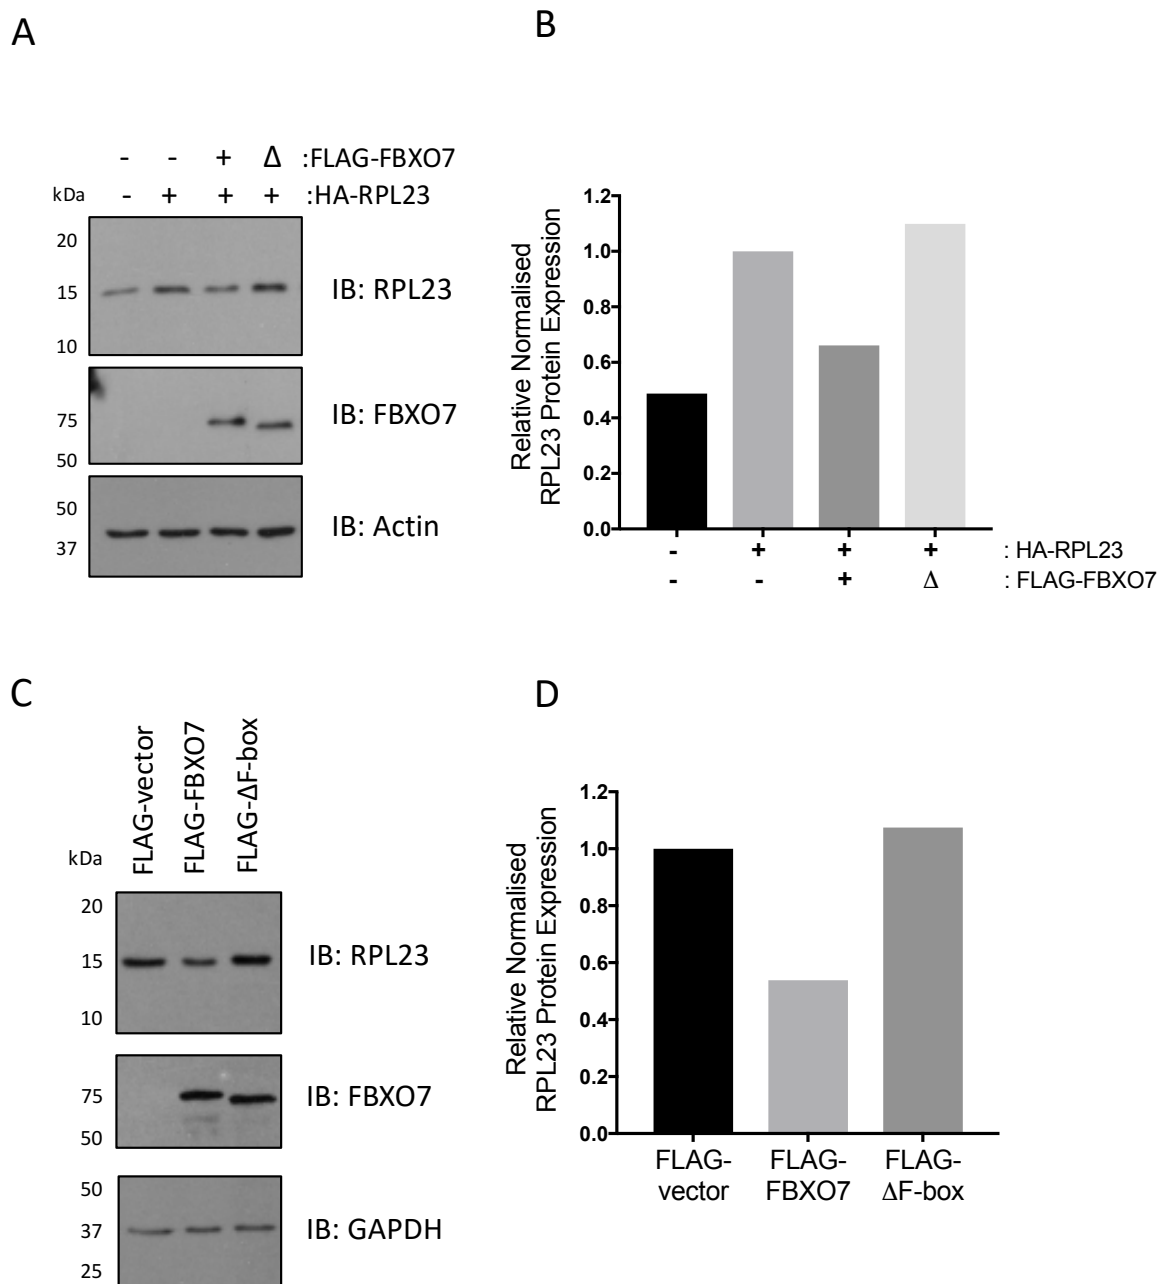 A
- - + Δ :FLAG-FBXO7
kDa
- + + + :HA-RPL23
20
15
10
IB: RPL23
75
50
IB: FBXO7
50
37
IB: Actin
B
Relative Normalised
RPL23 Protein Expression
1.2
1.0
0.8
0.6
0.4
0.2
0.0
- + + + : HA-RPL23
- - + Δ : FLAG-FBXO7
C
FLAG-vector
FLAG-FBXO7
FLAG-ΔF-box
kDa
20
15
10
IB: RPL23
75
50
IB: FBXO7
50
37
25
IB: GAPDH
D
Relative Normalised
RPL23 Protein Expression
1.2
1.0
0.8
0.6
0.4
0.2
0.0
FLAG-
vector
FLAG-
FBXO7
FLAG-
ΔF-box